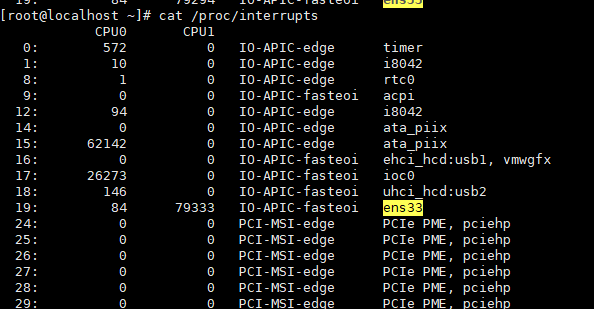 19: 84 79294 IO-APIC-fasteoi ens33
[root@localhost ~]# cat /proc/interrupts
CPU0 CPU1
0: 572 0 IO-APIC-edge timer
1: 10 0 IO-APIC-edge i8042
8: 1 0 IO-APIC-edge rtc0
9: 0 0 IO-APIC-fasteoi acpi
12: 94 0 IO-APIC-edge i8042
14: 0 0 IO-APIC-edge ata_piix
15: 62142 0 IO-APIC-edge ata_piix
16: 0 0 IO-APIC-fasteoi ehci_hcd:usb1, vmwgfx
17: 26273 0 IO-APIC-fasteoi ioc0
18: 146 0 IO-APIC-fasteoi uhci_hcd:usb2
19: 84 79333 IO-APIC-fasteoi ens33
24: 0 0 PCI-MSI-edge PCIe PME, pciehp
25: 0 0 PCI-MSI-edge PCIe PME, pciehp
26: 0 0 PCI-MSI-edge PCIe PME, pciehp
27: 0 0 PCI-MSI-edge PCIe PME, pciehp
28: 0 0 PCI-MSI-edge PCIe PME, pciehp
29: 0 0 PCI-MSI-edge PCIe PME, pciehp